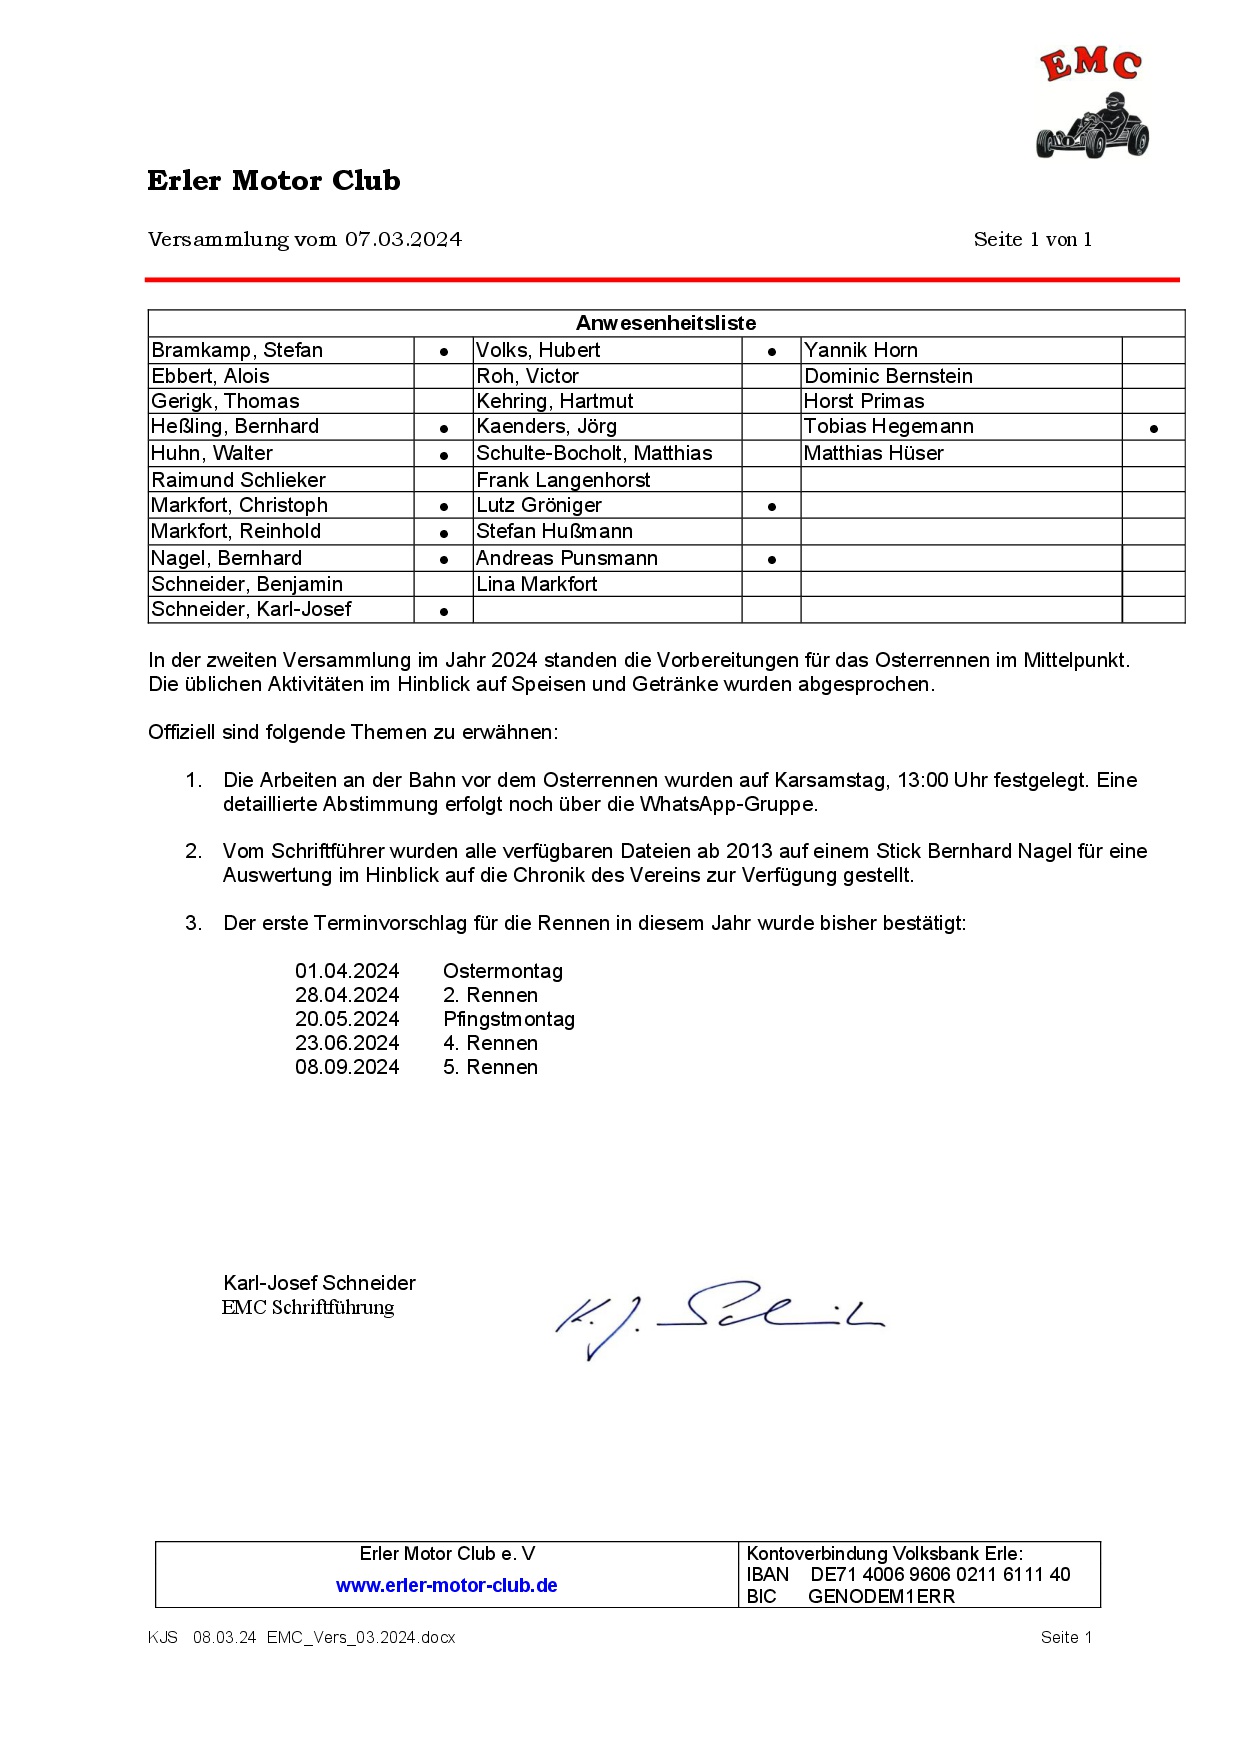 EMC
Erler Motor Club
Versammlung vom 07.03.2024 Seite 1 von 1
Anwesenheitsliste
Bramkamp, Stefan ● Volks, Hubert ● Yannik Horn
Ebbert, Alois Roh, Victor Dominic Bernstein
Gerigk, Thomas Kehring, Hartmut Horst Primas
Heßling, Bernhard ● Kaenders, Jörg Tobias Hegemann ●
Huhn, Walter ● Schulte-Bocholt, Matthias Matthias Hüser
Raimund Schlieker Frank Langenhorst
Markfort, Christoph ● Lutz Gröniger ●
Markfort, Reinhold ● Stefan Hußmann
Nagel, Bernhard ● Andreas Punsmann ●
Schneider, Benjamin Lina Markfort
Schneider, Karl-Josef ●
In der zweiten Versammlung im Jahr 2024 standen die Vorbereitungen für das Osterrennen im Mittelpunkt.
Die üblichen Aktivitäten im Hinblick auf Speisen und Getränke wurden abgesprochen.
Offiziell sind folgende Themen zu erwähnen:
1. Die Arbeiten an der Bahn vor dem Osterrennen wurden auf Karsamstag, 13:00 Uhr festgelegt. Eine
detaillierte Abstimmung erfolgt noch über die WhatsApp-Gruppe.
2. Vom Schriftführer wurden alle verfügbaren Dateien ab 2013 auf einem Stick Bernhard Nagel für eine
Auswertung im Hinblick auf die Chronik des Vereins zur Verfügung gestellt.
3. Der erste Terminvorschlag für die Rennen in diesem Jahr wurde bisher bestätigt:
01.04.2024 Ostermontag
28.04.2024 2. Rennen
20.05.2024 Pfingstmontag
23.06.2024 4. Rennen
08.09.2024 5. Rennen
Karl-Josef Schneider
EMC Schriftführung
K. J. Schneider
Erler Motor Club e. V
www.erler-motor-club.de
Kontoverbindung Volksbank Erle:
IBAN DE71 4006 9606 0211 6111 40
BIC GENODEM1ERR
KJS 08.03.24 EMC_Vers_03.2024.docx Seite 1